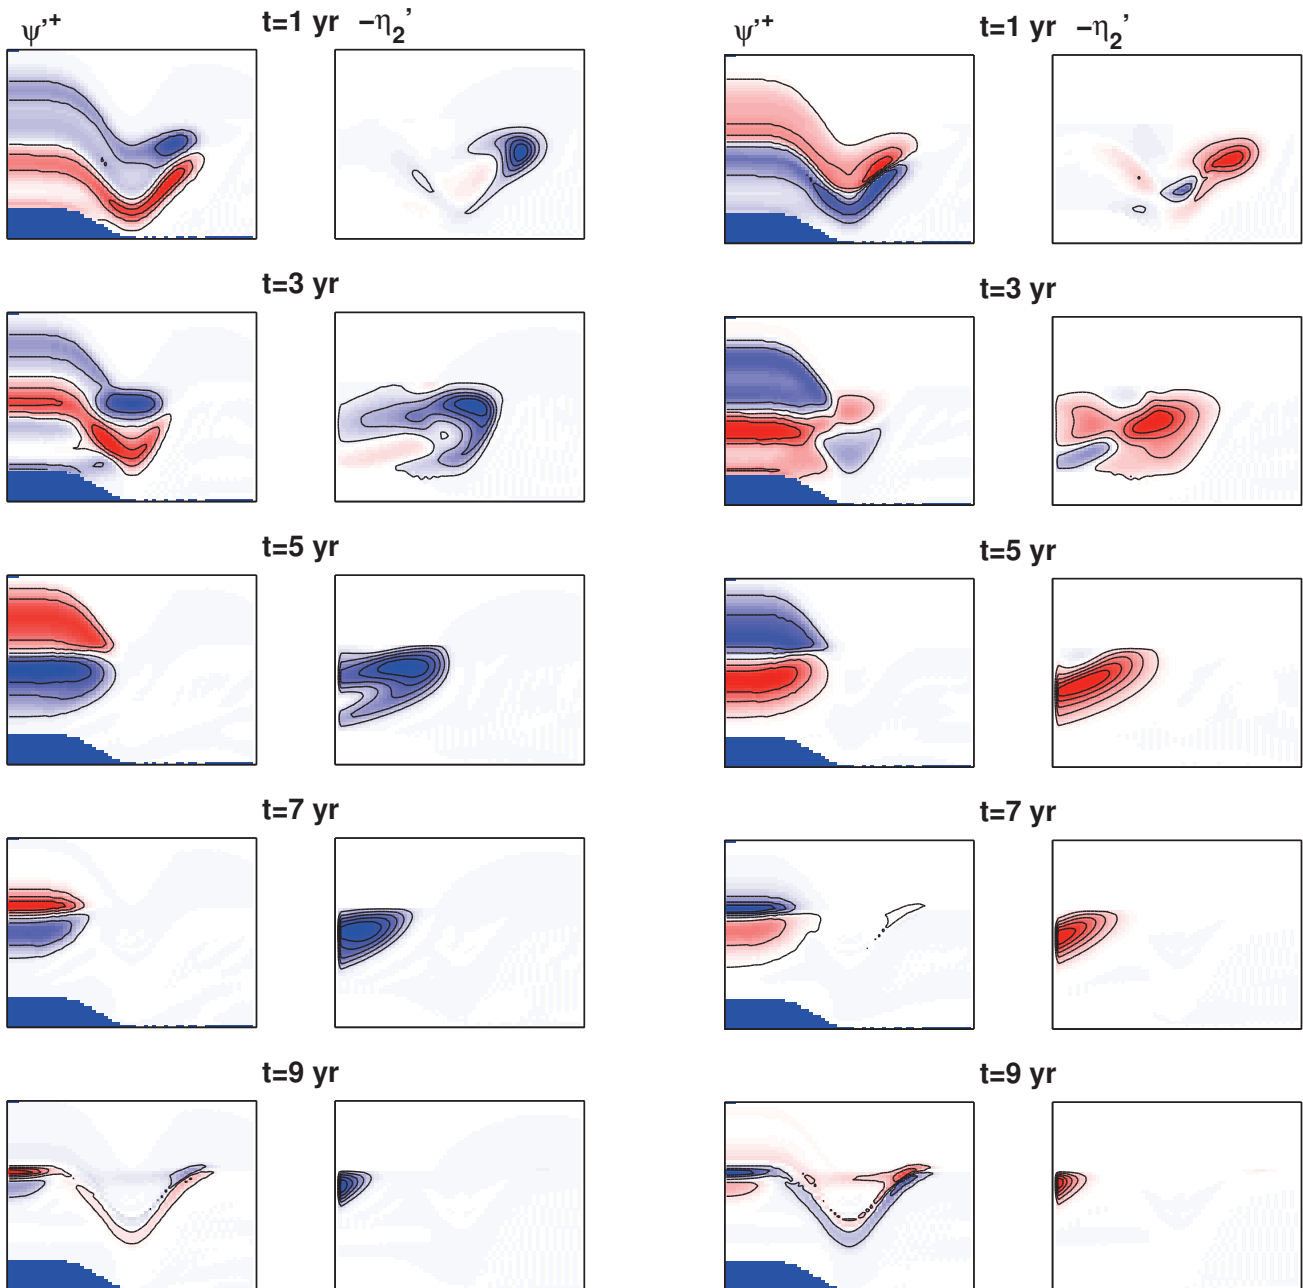 ψ'+ t=1 yr −η2' ψ'+ t=1 yr −η2'
t=3 yr t=3 yr
t=5 yr t=5 yr
t=7 yr t=7 yr
t=9 yr t=9 yr